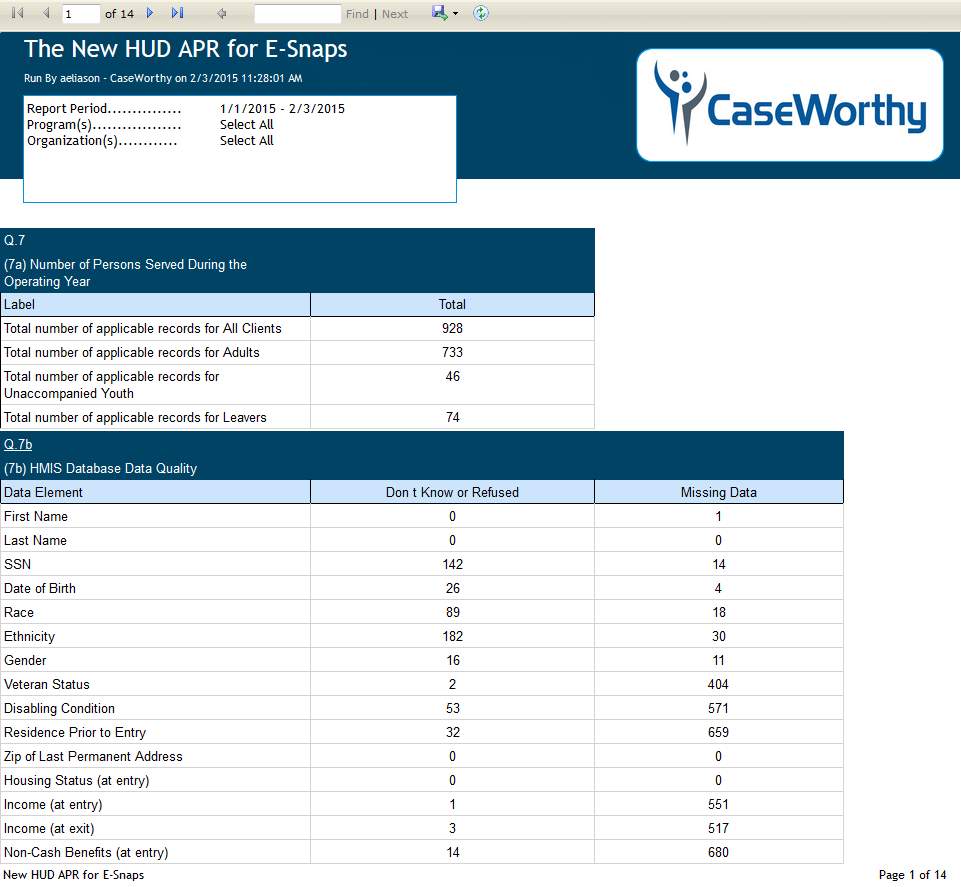 1 of 14 Find | Next
The New HUD APR for E-Snaps
Run By aeliason - CaseWorthy on 2/3/2015 11:28:01 AM
Report Period............... 1/1/2015 - 2/3/2015
Program(s).................. Select All
Organization(s)............ Select All
CaseWorthy
Q.7
(7a) Number of Persons Served During the
Operating Year
Label Total
Total number of applicable records for All Clients 928
Total number of applicable records for Adults 733
Total number of applicable records for 46
Unaccompanied Youth
Total number of applicable records for Leavers 74
Q.7b
(7b) HMIS Database Data Quality
Data Element Don t Know or Refused Missing Data
First Name 0 1
Last Name 0 0
SSN 142 14
Date of Birth 26 4
Race 89 18
Ethnicity 182 30
Gender 16 11
Veteran Status 2 404
Disabling Condition 53 571
Residence Prior to Entry 32 659
Zip of Last Permanent Address 0 0
Housing Status (at entry) 0 0
Income (at entry) 1 551
Income (at exit) 3 517
Non-Cash Benefits (at entry) 14 680
New HUD APR for E-Snaps Page 1 of 14